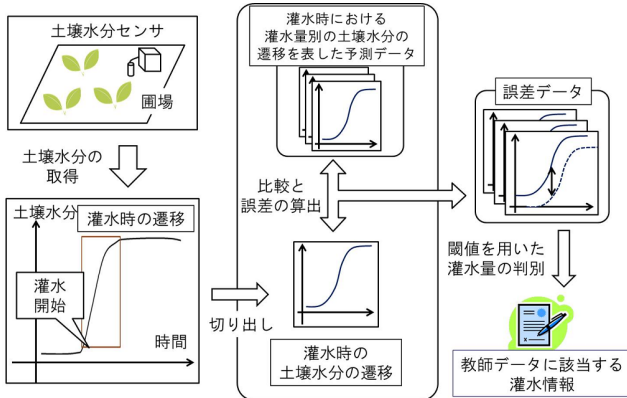 土壌水分センサ
圃場
土壌水分の
取得
土壌水分
灌水時の遷移
灌水
開始
時間
切り出し
灌水時における
灌水量別の土壌水分の
遷移を表した予測データ
比較と
誤差の算出
灌水時の
土壌水分の遷移
誤差データ
閾値を用いた
灌水量の判別
教師データに該当する
灌水情報